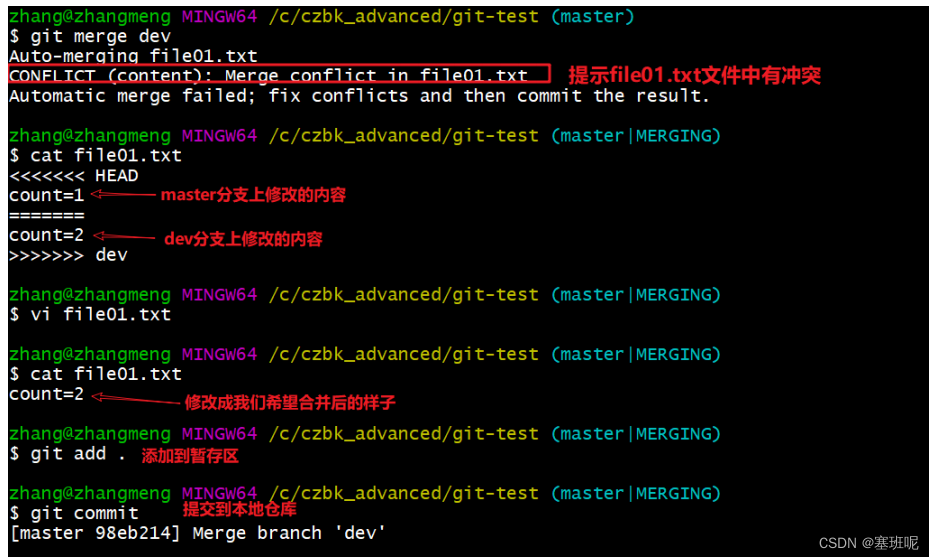 zhang@zhangmeng MINGW64 /c/czbk_advanced/git-test (master)
$ git merge dev
Auto-merging file01.txt
CONFLICT (content): Merge conflict in file01.txt 提示file01.txt文件中有冲突
Automatic merge failed; fix conflicts and then commit the result.
zhang@zhangmeng MINGW64 /c/czbk_advanced/git-test (master|MERGING)
$ cat file01.txt
<<<<<<< HEAD
count=1 master分支上修改的内容
=======
count=2 dev分支上修改的内容
>>>>>>> dev
zhang@zhangmeng MINGW64 /c/czbk_advanced/git-test (master|MERGING)
$ vi file01.txt
zhang@zhangmeng MINGW64 /c/czbk_advanced/git-test (master|MERGING)
$ cat file01.txt
count=2 修改成我们希望合并后的样子
zhang@zhangmeng MINGW64 /c/czbk_advanced/git-test (master|MERGING)
$ git add . 添加到暂存区
zhang@zhangmeng MINGW64 /c/czbk_advanced/git-test (master|MERGING)
$ git commit 提交到本地仓库
[master 98eb214] Merge branch 'dev'
CSDN @塞班呢